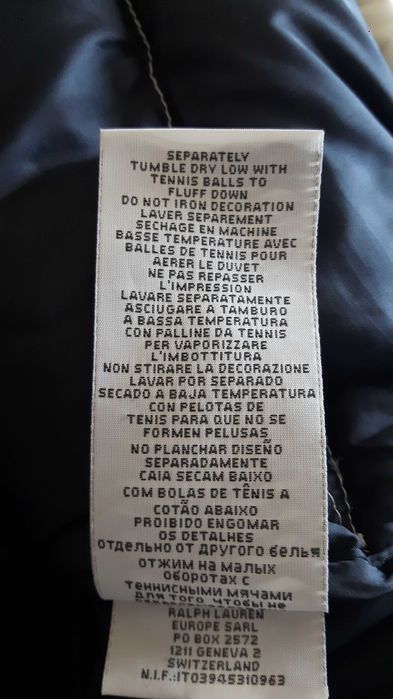 SEPARATELY
TUMBLE DRY LOW WITH
TENNIS BALLS TO
FLUFF DOWN
DO NOT IRON DECORATION
LAVER SEPAREMENT
SECHAGE EN MACHINE
BASSE TEMPERATURE AVEC
BALLES DE TENNIS POUR
AERER LE DUVET
NE PAS REPASSER
L'IMPRESSION
LAVARE SEPARATAMENTE
ASCIUGARE A TAMBURO
A BASSA TEMPERATURA
CON PALLINE DA TENNIS
PER VAPORIZZARE
L'IMBOTTITURA
NON STIRARE LA DECORAZIONE
LAVAR POR SEPARADO
SECADO A BAJA TEMPERATURA
CON PELOTAS DE
TENIS PARA QUE NO SE
FORMEN PELUSAS
NO PLANCHAR DISEÑO
SEPARADAMENTE
CAIA SECAM BAIXO
COM BOLAS DE TÊNIS A
COTÃO ABAIXO
PROIBIDO ENGOMAR
OS DETALHES
отдельно от другого белья
отжим на малых
оборотах с
теннисными мячами
для того, чтобы не
RALPH LAUREN
EUROPE SARL
PO BOX 2572
1211 GENEVA 2
SWITZERLAND
N.I.F.:IT03945310963